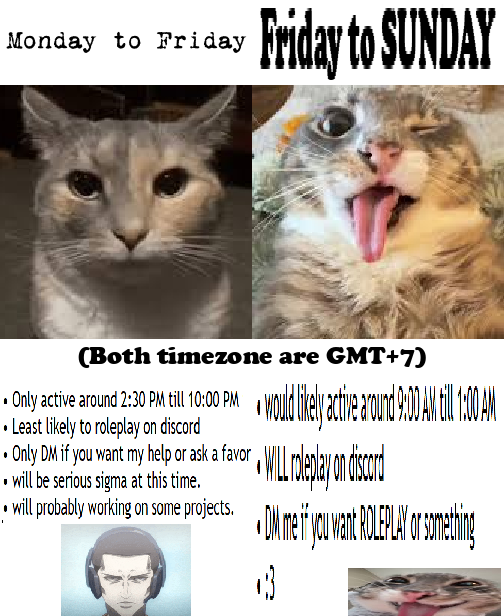 Monday to Friday
Friday to SUNDAY
(Both timezone are GMT+7)
• Only active around 2:30 PM till 10:00 PM
• Least likely to roleplay on discord
• Only DM if you want my help or ask a favor
• will be serious sigma at this time.
• will probably working on some projects.
• would likely active around 9:00 AM till 1:00 AM
• WILL roleplay on discord
• DM me if you want ROLEPLAY or something
• :3